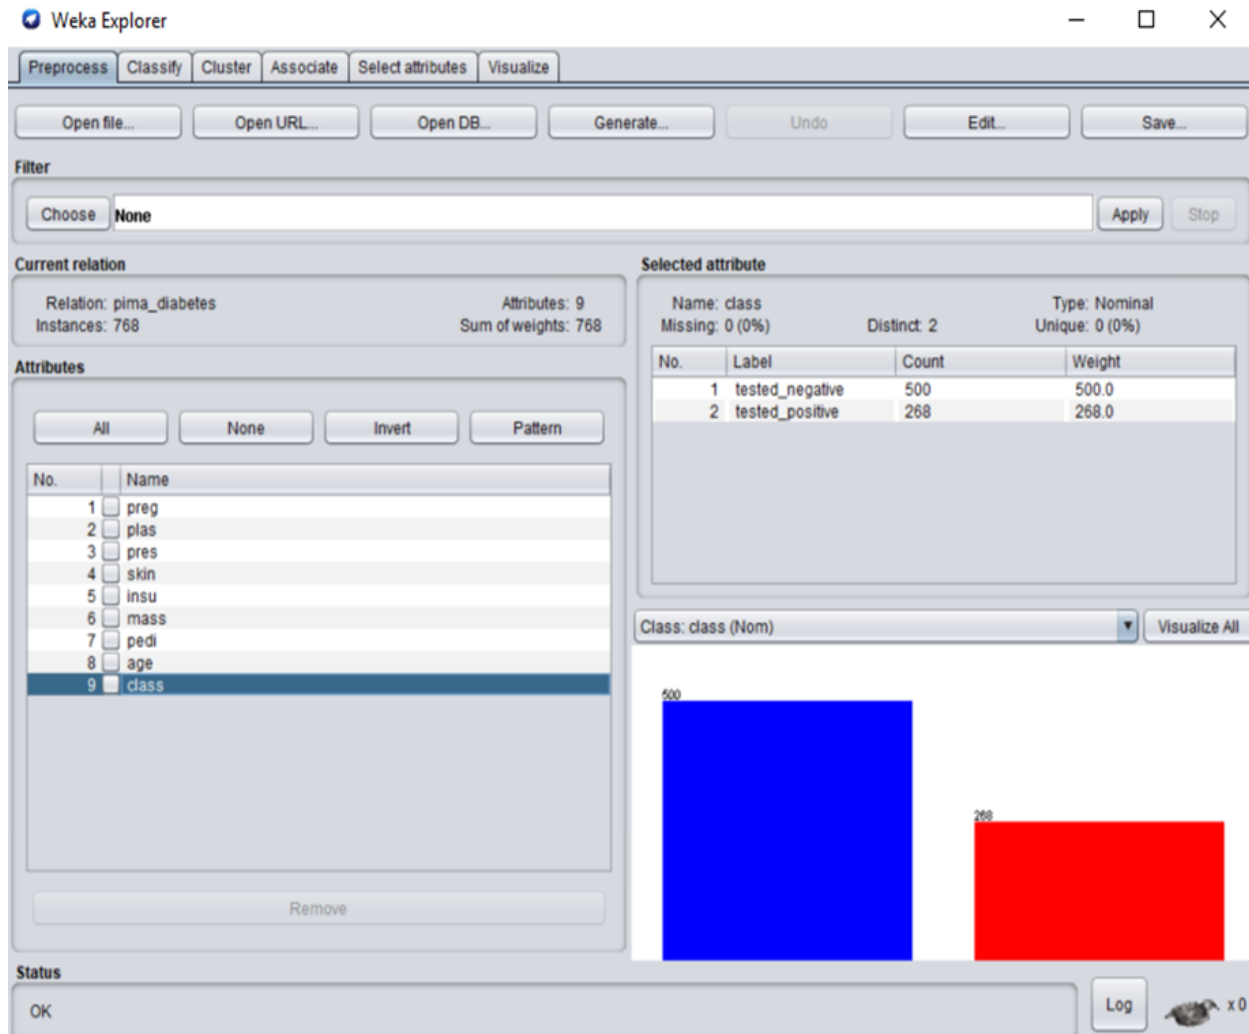 Weka Explorer
Preprocess Classify Cluster Associate Select attributes Visualize
Open file... Open URL... Open DB... Generate... Undo Edit... Save...
Filter
Choose None Apply Stop
Current relation
Relation: pima_diabetes Attributes: 9
Instances: 768 Sum of weights: 768
Attributes
All None Invert Pattern
No. Name
1 preg
2 plas
3 pres
4 skin
5 insu
6 mass
7 pedi
8 age
9 class
Remove
Selected attribute
Name: class Type: Nominal
Missing: 0 (0%) Distinct: 2 Unique: 0 (0%)
No. Label Count Weight
1 tested_negative 500 500.0
2 tested_positive 268 268.0
Class: class (Nom) Visualize All
500
268
Status
OK
Log x 0